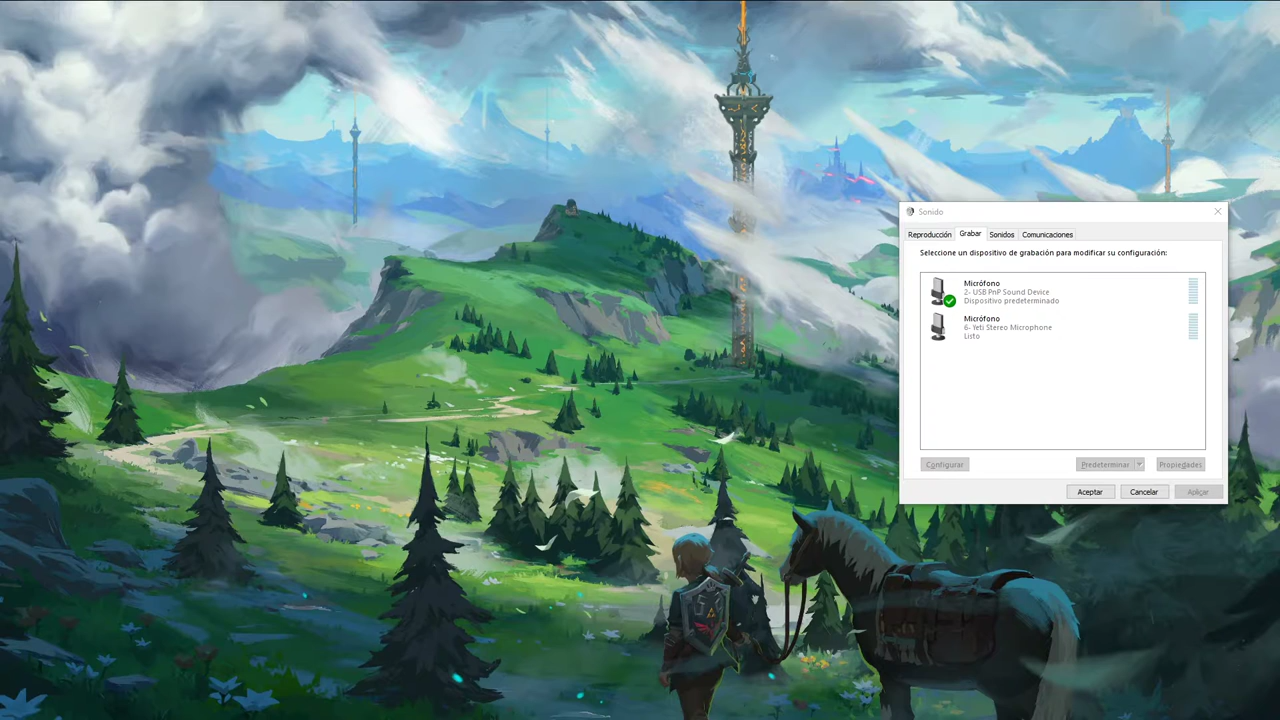 Sonido
Reproducción Grabar Sonidos Comunicaciones
Seleccione un dispositivo de grabación para modificar su configuración:
Micrófono
2- USB PnP Sound Device
Dispositivo predeterminado
Micrófono
6- Yeti Stereo Microphone
Listo
Configurar Predeterminar Propiedades
Aceptar Cancelar Aplicar